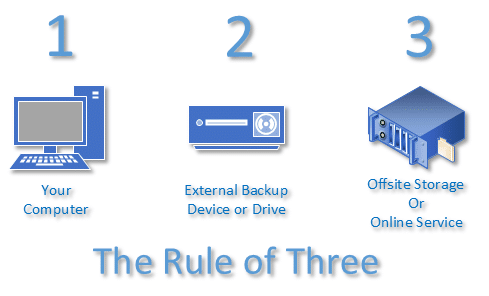 1
2
3
Your
Computer
External Backup
Device or Drive
Offsite Storage
Or
Online Service
The Rule of Three